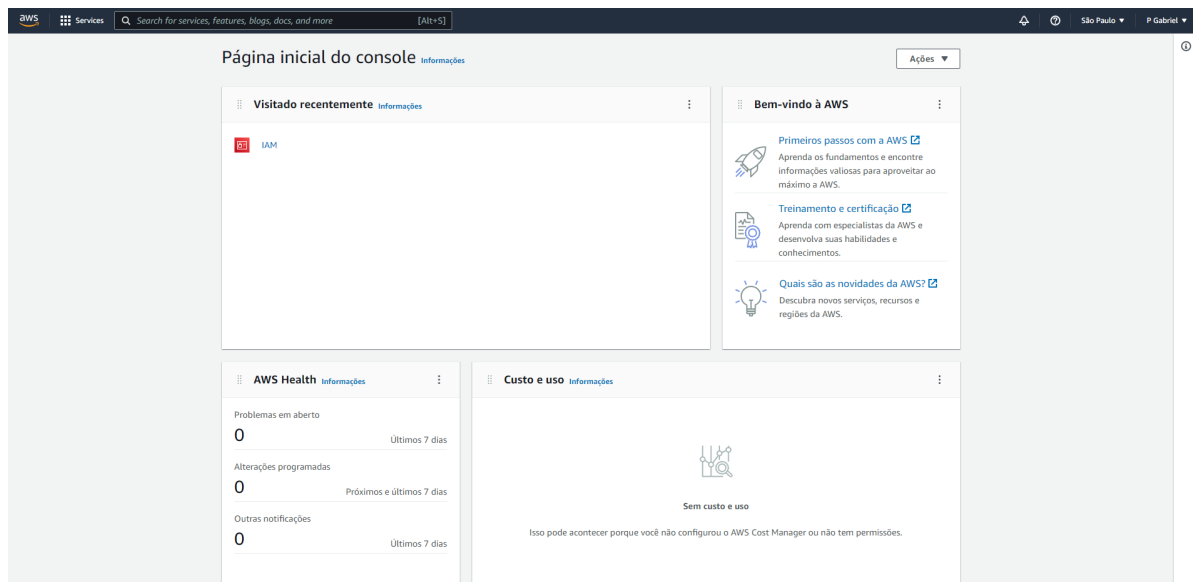 aws
Services
Search for services, features, blogs, docs, and more
[Alt+S]
São Paulo ▼
P Gabriel ▼
Página inicial do console Informações
Ações ▼
Visitado recentemente Informações
IAM
Bem-vindo à AWS
Primeiros passos com a AWS
Aprenda os fundamentos e encontre
informações valiosas para aproveitar ao
máximo a AWS.
Treinamento e certificação
Aprenda com especialistas da AWS e
desenvolva suas habilidades e
conhecimentos.
Quais são as novidades da AWS?
Descubra novos serviços, recursos e
regiões da AWS.
AWS Health Informações
Problemas em aberto
0
Últimos 7 dias
Alterações programadas
0
Próximos e últimos 7 dias
Outras notificações
0
Últimos 7 dias
Custo e uso Informações
Sem custo e uso
Isso pode acontecer porque você não configurou o AWS Cost Manager ou não tem permissões.